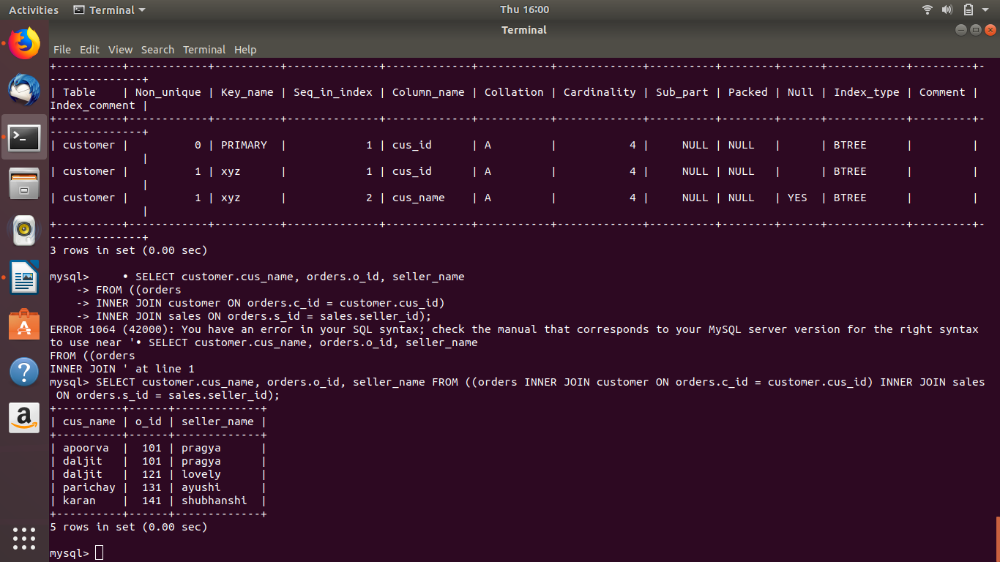 Activities Terminal Thu 16:00
Terminal
File Edit View Search Terminal Help
+----------+------------+----------+--------------+-------------+-----------+-------------+----------+--------+------+------------+---------+-
--------------+
| Table    | Non_unique | Key_name | Seq_in_index | Column_name | Collation | Cardinality | Sub_part | Packed | Null | Index_type | Comment |
Index_comment |
+----------+------------+----------+--------------+-------------+-----------+-------------+----------+--------+------+------------+---------+-
--------------+
| customer |          0 | PRIMARY  |            1 | cus_id      | A         |           4 |     NULL | NULL   |      | BTREE      |         |
              |
| customer |          1 | xyz      |            1 | cus_id      | A         |           4 |     NULL | NULL   |      | BTREE      |         |
              |
| customer |          1 | xyz      |            2 | cus_name    | A         |           4 |     NULL | NULL   | YES  | BTREE      |         |
              |
+----------+------------+----------+--------------+-------------+-----------+-------------+----------+--------+------+------------+---------+-
--------------+
3 rows in set (0.00 sec)
mysql>     • SELECT customer.cus_name, orders.o_id, seller_name
    -> FROM ((orders
    -> INNER JOIN customer ON orders.c_id = customer.cus_id)
    -> INNER JOIN sales ON orders.s_id = sales.seller_id);
ERROR 1064 (42000): You have an error in your SQL syntax; check the manual that corresponds to your MySQL server version for the right syntax
to use near '• SELECT customer.cus_name, orders.o_id, seller_name
FROM ((orders
INNER JOIN ' at line 1
mysql> SELECT customer.cus_name, orders.o_id, seller_name FROM ((orders INNER JOIN customer ON orders.c_id = customer.cus_id) INNER JOIN sales
 ON orders.s_id = sales.seller_id);
+----------+------+-------------+
| cus_name | o_id | seller_name |
+----------+------+-------------+
| apoorva  |  101 | pragya      |
| daljit   |  101 | pragya      |
| daljit   |  121 | lovely      |
| parichay |  131 | ayushi      |
| karan    |  141 | shubhanshi  |
+----------+------+-------------+
5 rows in set (0.00 sec)
mysql>